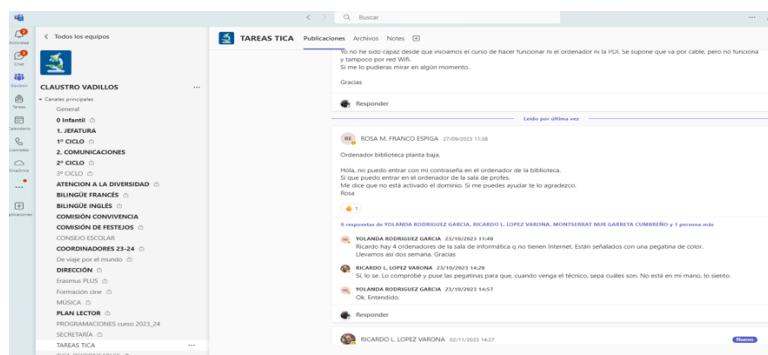 Buscar
Actividad
Chat
Equipos
Tareas
Calendario
Llamadas
OneDrive
Aplicaciones
Todos los equipos
CLAUSTRO VADILLOS
Canales principales
General
0 Infantil
1. JEFATURA
1º CICLO
2. COMUNICACIONES
2º CICLO
3º CICLO
ATENCION A LA DIVERSIDAD
BILINGÜE FRANCÉS
BILINGÜE INGLÉS
COMISIÓN CONVIVENCIA
COMISIÓN DE FESTEJOS
CONSEJO ESCOLAR
COORDINADORES 23-24
De viaje por el mundo
DIRECCIÓN
Erasmus PLUS
Formación cine
MÚSICA
PLAN LECTOR
PROGRAMACIONES curso 2023_24
SECRETARÍA
TAREAS TICA
TAREAS TICA Publicaciones Archivos Notes
Yo no he sido capaz desde que iniciamos el curso de hacer funcionar ni el ordenador ni la PDI. Se supone que va por cable, pero no funciona
y tampoco por red Wifi.
Si me lo pudieras mirar en algún momento.
Gracias
Responder
Leído por última vez
RE ROSA M. FRANCO ESPIGA 27/09/2023 11:38
Ordenador biblioteca planta baja.
Hola, no puedo entrar con mi contraseña en el ordenador de la biblioteca.
Si que puedo entrar en el ordenador de la sala de profes.
Me dice que no está activado el dominio. Si me puedes ayudar te lo agradezco.
Rosa
1
6 respuestas de YOLANDA RODRIGUEZ GARCIA, RICARDO L. LOPEZ VARONA, MONTSERRAT NUR GARRETA CUMBREÑO y 1 persona más
YOLANDA RODRIGUEZ GARCIA 23/10/2023 11:48
Ricardo hay 4 ordenadores de la sala de informática q no tienen Internet. Están señalados con una pegatina de color.
Llevamos así dos semana. Gracias
RICARDO L. LOPEZ VARONA 23/10/2023 14:29
Sí, lo se. Lo comprobé y puse las pegatinas para que, cuando venga el técnico, sepa cuáles son. No está en mi mano, lo siento.
YOLANDA RODRIGUEZ GARCIA 23/10/2023 14:57
Ok. Entendido.
Responder
RICARDO L. LOPEZ VARONA 02/11/2023 14:27
Nuevo